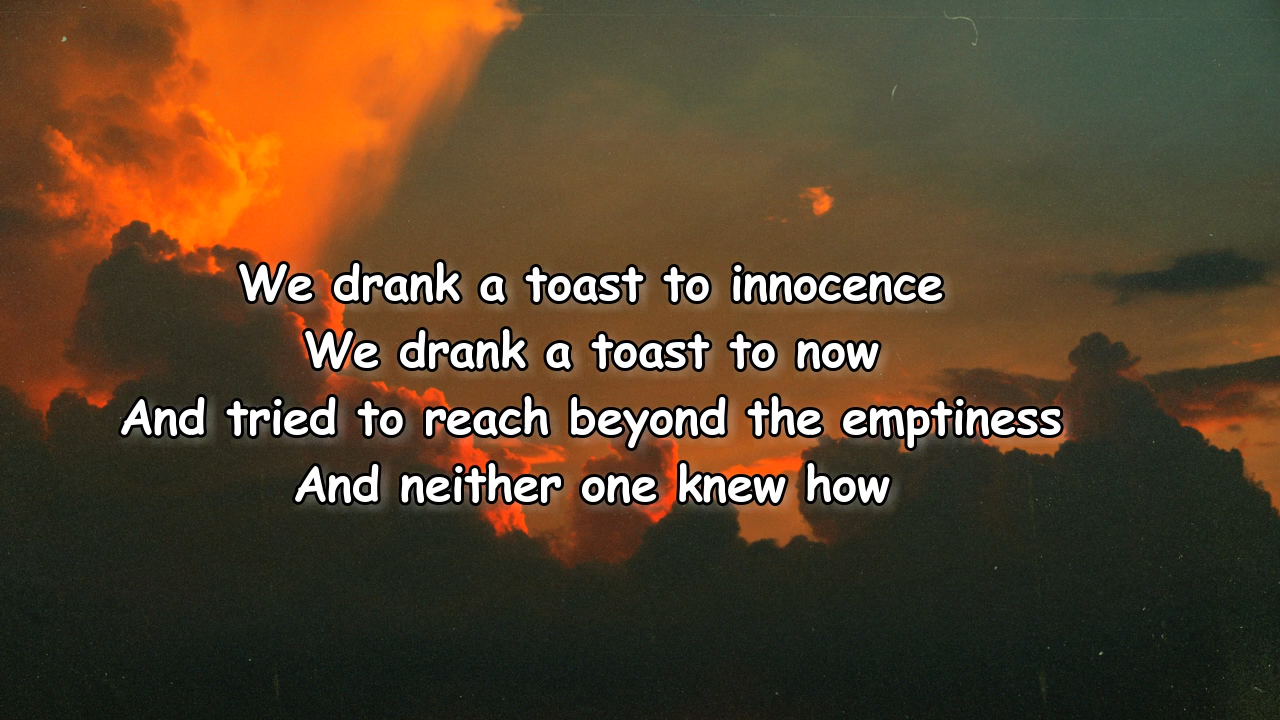 We drank a toast to innocence
We drank a toast to now
And tried to reach beyond the emptiness
And neither one knew how